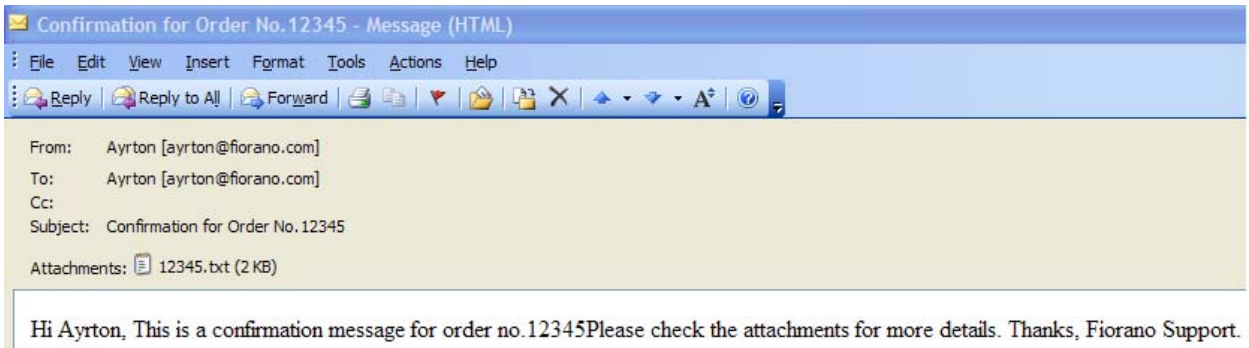 Confirmation for Order No.12345 - Message (HTML)
File Edit View Insert Format Tools Actions Help
Reply Reply to All Forward A
From: Ayrton [ayrton@fiorano.com]
To: Ayrton [ayrton@fiorano.com]
Cc:
Subject: Confirmation for Order No.12345
Attachments: 12345.txt (2 KB)
Hi Ayrton, This is a confirmation message for order no.12345Please check the attachments for more details. Thanks, Fiorano Support.